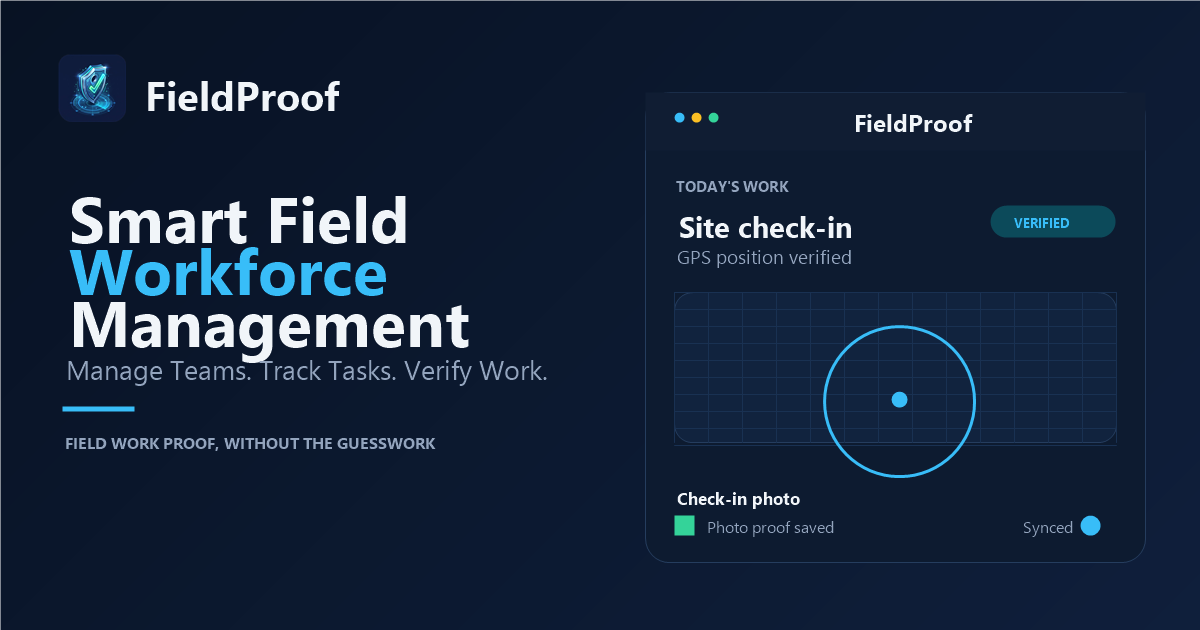 FieldProof
Smart Field
Workforce
Management
Manage Teams. Track Tasks. Verify Work.
FIELD WORK PROOF, WITHOUT THE GUESSWORK
FieldProof
TODAY'S WORK
Site check-in
VERIFIED
GPS position verified
Check-in photo
Photo proof saved
Synced